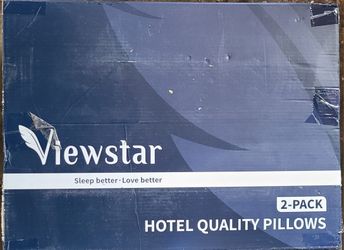 Viewstar
Sleep better · Love better
2-PACK
HOTEL QUALITY PILLOWS